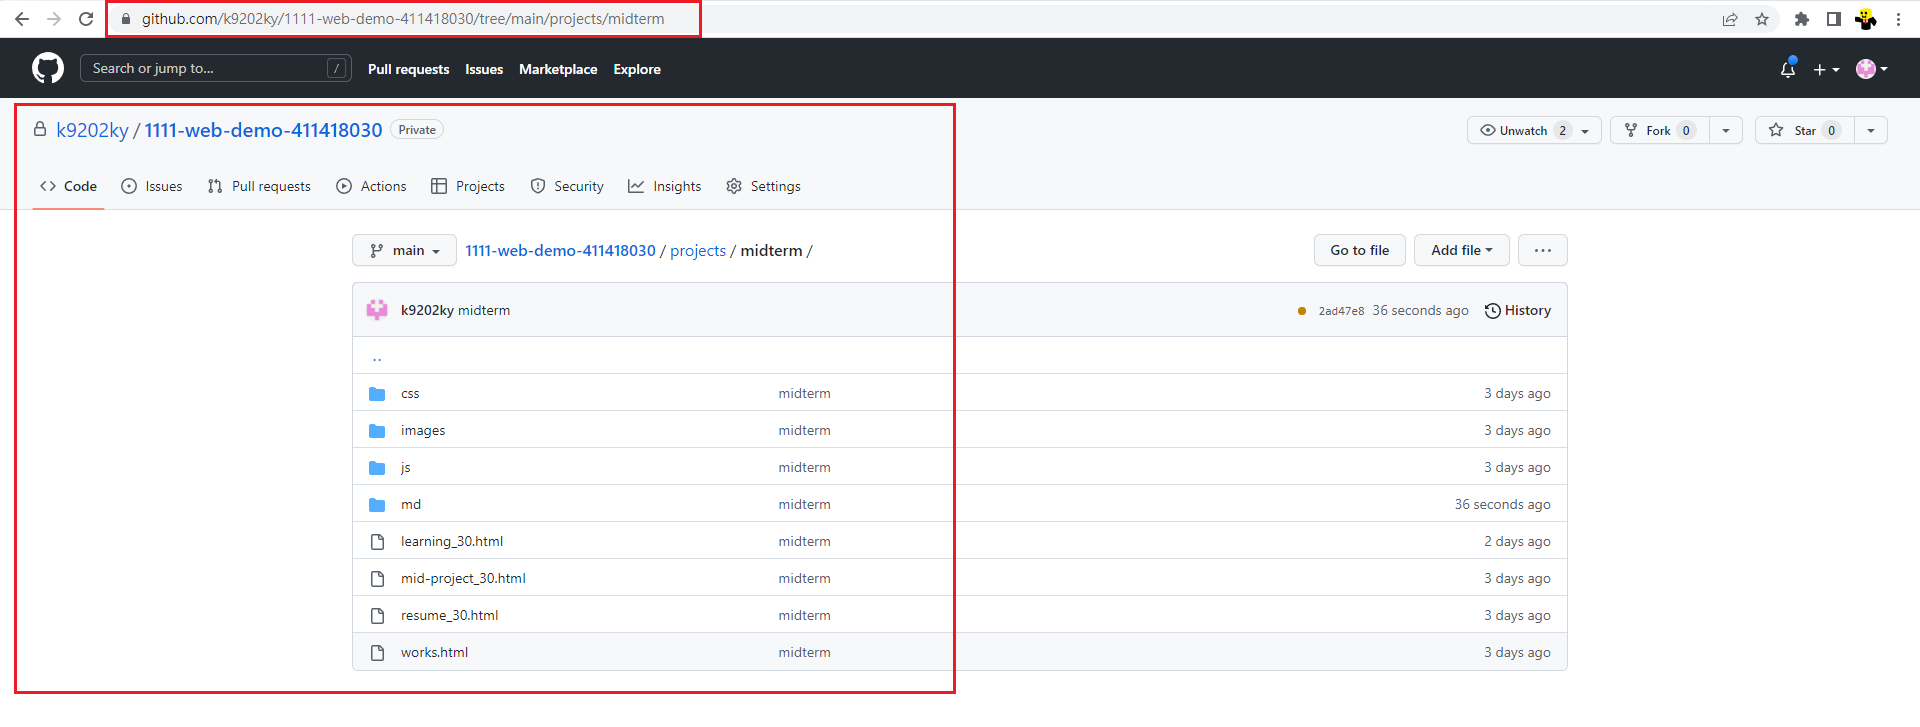 github.com/k9202ky/1111-web-demo-411418030/tree/main/projects/midterm
Search or jump to... / Pull requests Issues Marketplace Explore
k9202ky / 1111-web-demo-411418030 Private Unwatch 2 Fork 0 Star 0
Code Issues Pull requests Actions Projects Security Insights Settings
main 1111-web-demo-411418030 / projects / midterm / Go to file Add file ...
k9202ky midterm 2ad47e8 36 seconds ago History
..
css midterm 3 days ago
images midterm 3 days ago
js midterm 3 days ago
md midterm 36 seconds ago
learning_30.html midterm 2 days ago
mid-project_30.html midterm 3 days ago
resume_30.html midterm 3 days ago
works.html midterm 3 days ago